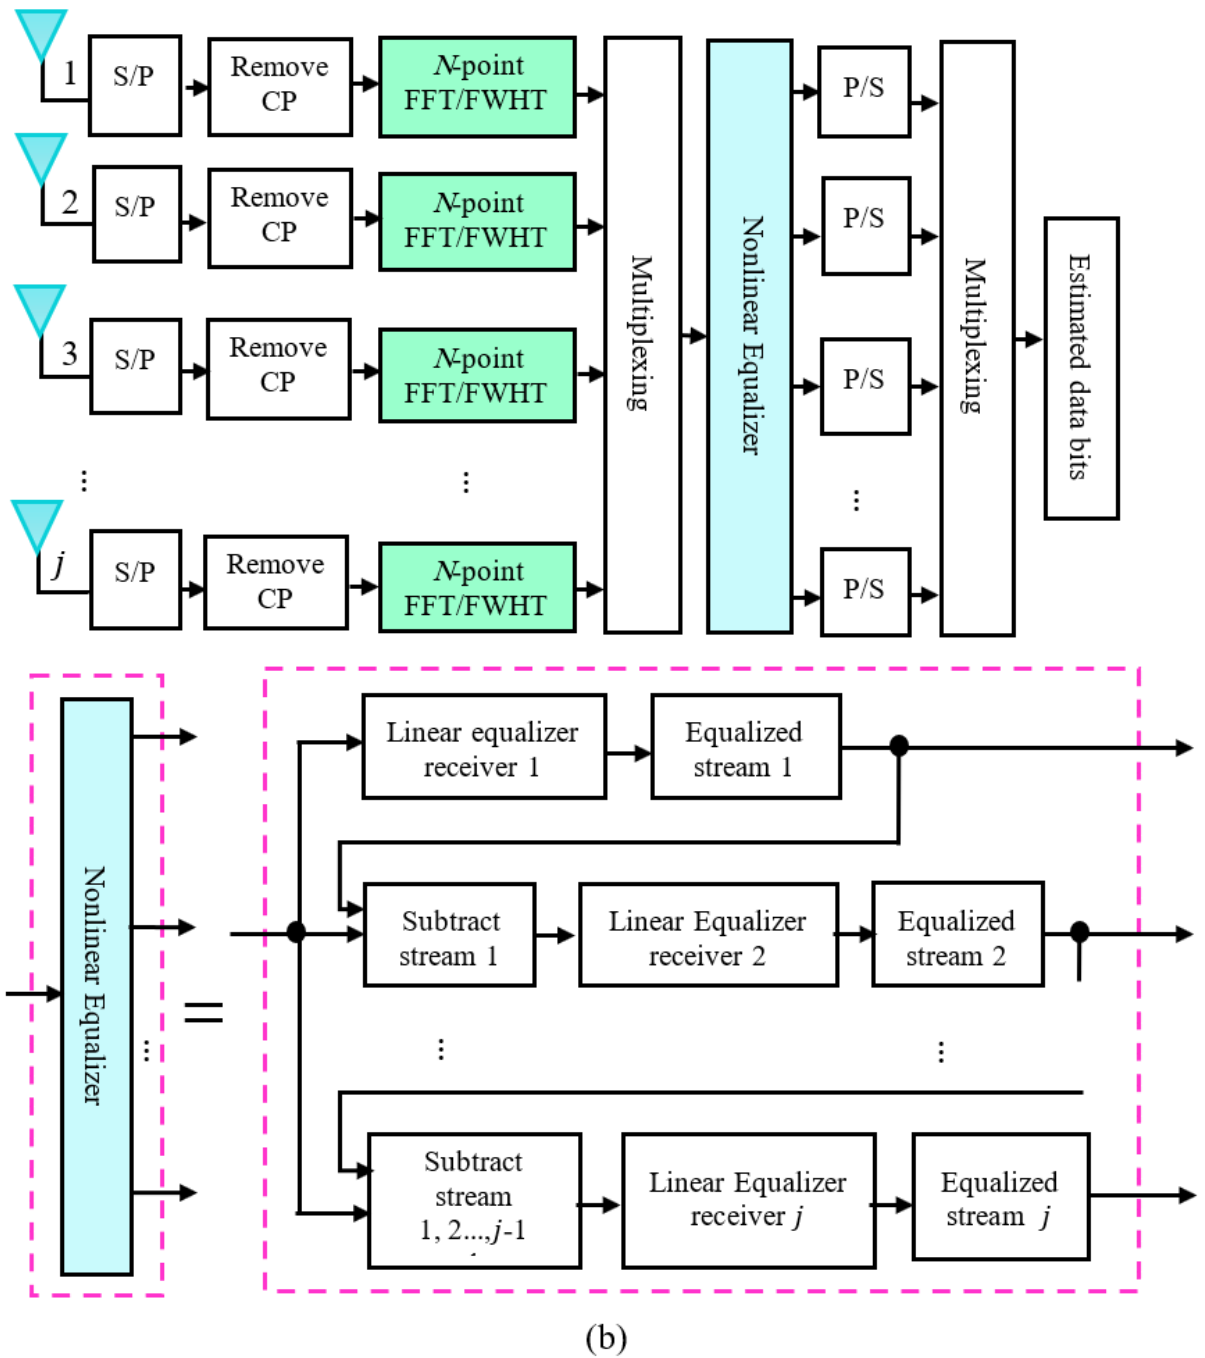 1
S/P
Remove
CP
N-point
FFT/FWHT
P/S
2
S/P
Remove
CP
N-point
FFT/FWHT
P/S
3
S/P
Remove
CP
N-point
FFT/FWHT
P/S
...
...
...
j
S/P
Remove
CP
N-point
FFT/FWHT
P/S
Multiplexing
Nonlinear Equalizer
Multiplexing
Estimated data bits
Nonlinear Equalizer
...
=
Linear equalizer
receiver 1
Equalized
stream 1
Subtract
stream 1
Linear Equalizer
receiver 2
Equalized
stream 2
...
...
Subtract
stream
1, 2...,j-1
Linear Equalizer
receiver j
Equalized
stream j
(b)